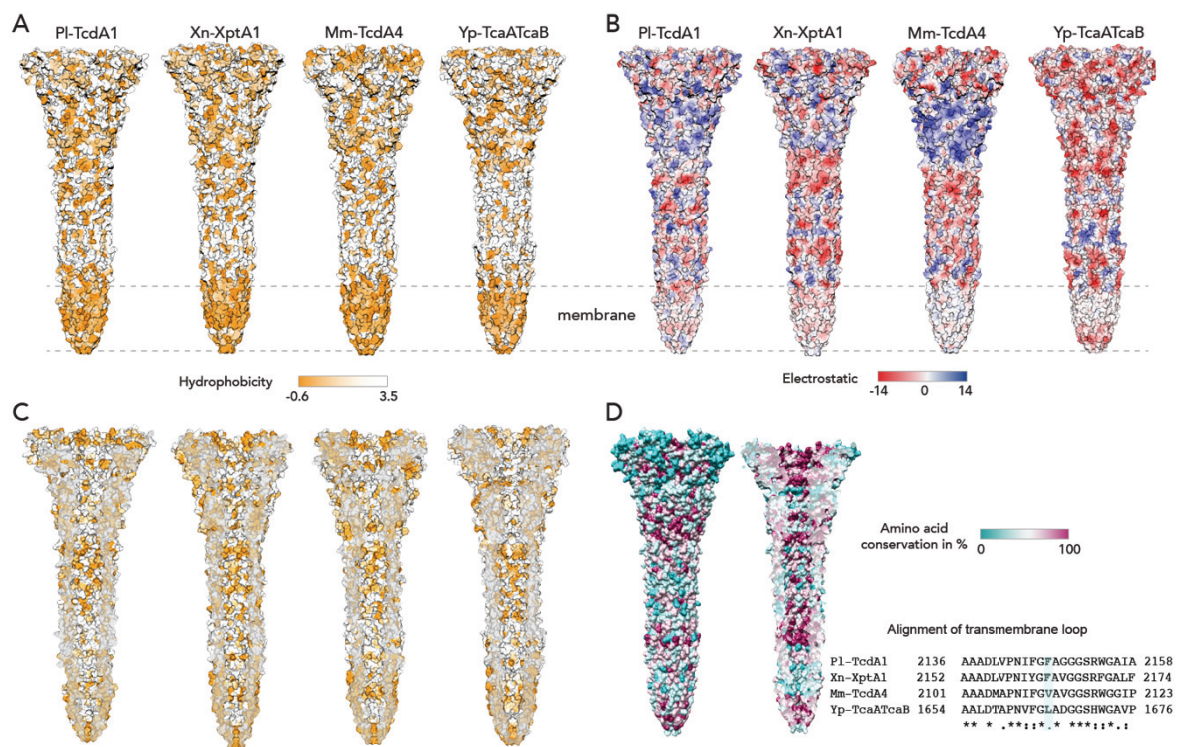 A
Pl-TcdA1 Xn-XptA1 Mm-TcdA4 Yp-TcaATcaB
B
Pl-TcdA1 Xn-XptA1 Mm-TcdA4 Yp-TcaATcaB
membrane
Hydrophobicity
-0.6 3.5
Electrostatic
-14 0 14
C
D
Amino acid
conservation in %
0 100
Alignment of transmembrane loop
Pl-TcdA1 2136 AAADLVPNIFGFAGGGSRWGAIA 2158
Xn-XptA1 2152 AAADLVPNIYGFAVGGSRFGALF 2174
Mm-TcdA4 2101 AAADMAPNIFGVAVGGSRWGGIP 2123
Yp-TcaATcaB 1654 AALDTAPNVFGLADGGSHWGAVP 1676
** * .**::*.* ***::*.: